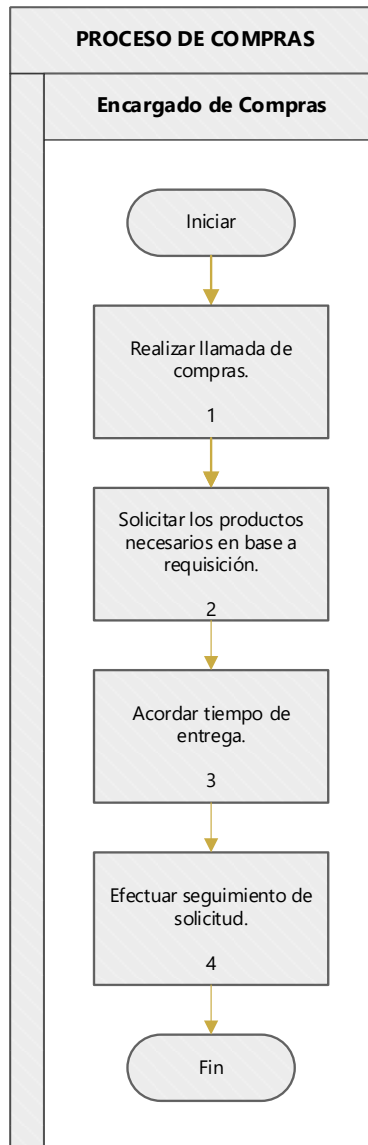 PROCESO DE COMPRAS
Encargado de Compras
Iniciar
Realizar llamada de
compras.
1
Solicitar los productos
necesarios en base a
requisición.
2
Acordar tiempo de
entrega.
3
Efectuar seguimiento de
solicitud.
4
Fin